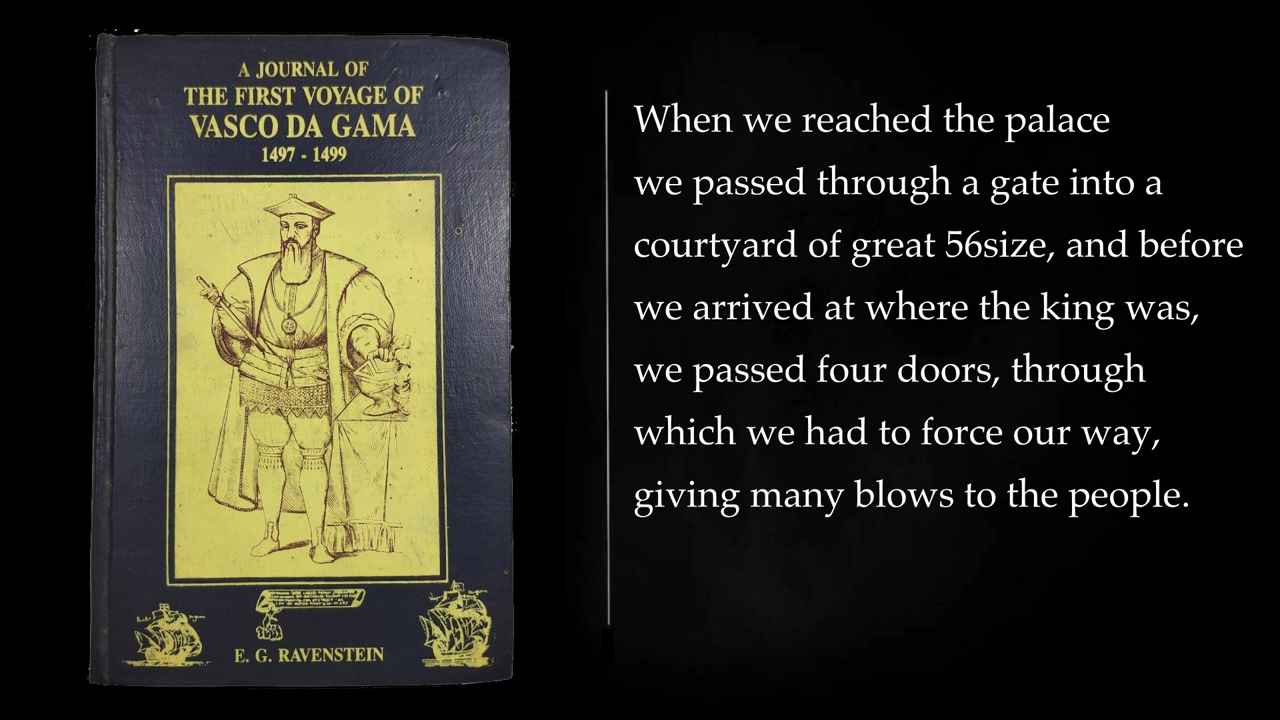 A JOURNAL OF
THE FIRST VOYAGE OF
VASCO DA GAMA
1497 - 1499
E. G. RAVENSTEIN
When we reached the palace
we passed through a gate into a
courtyard of great 56size, and before
we arrived at where the king was,
we passed four doors, through
which we had to force our way,
giving many blows to the people.